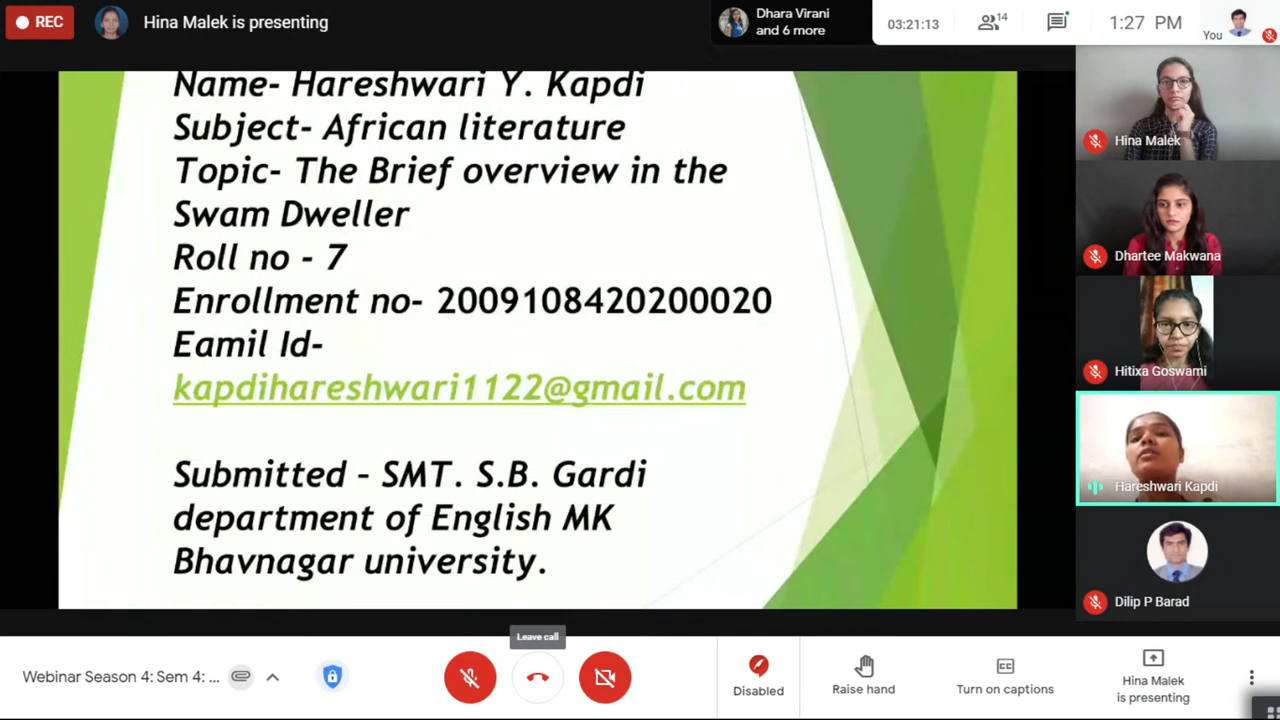 REC
Hina Malek is presenting
Dhara Virani
and 6 more
03:21:13
14
1:27 PM
You
Name- Hareshwari Y. Kapdi
Subject- African literature
Topic- The Brief overview in the
Swam Dweller
Roll no - 7
Enrollment no- 2009108420200020
Eamil Id-
kapdihareshwari1122@gmail.com
Submitted – SMT. S.B. Gardi
department of English MK
Bhavnagar university.
Hina Malek
Dhartee Makwana
Hitixa Goswami
Hareshwari Kapdi
Dilip P Barad
Leave call
Webinar Season 4: Sem 4: ...
Disabled
Raise hand
CC
Turn on captions
Hina Malek
is presenting